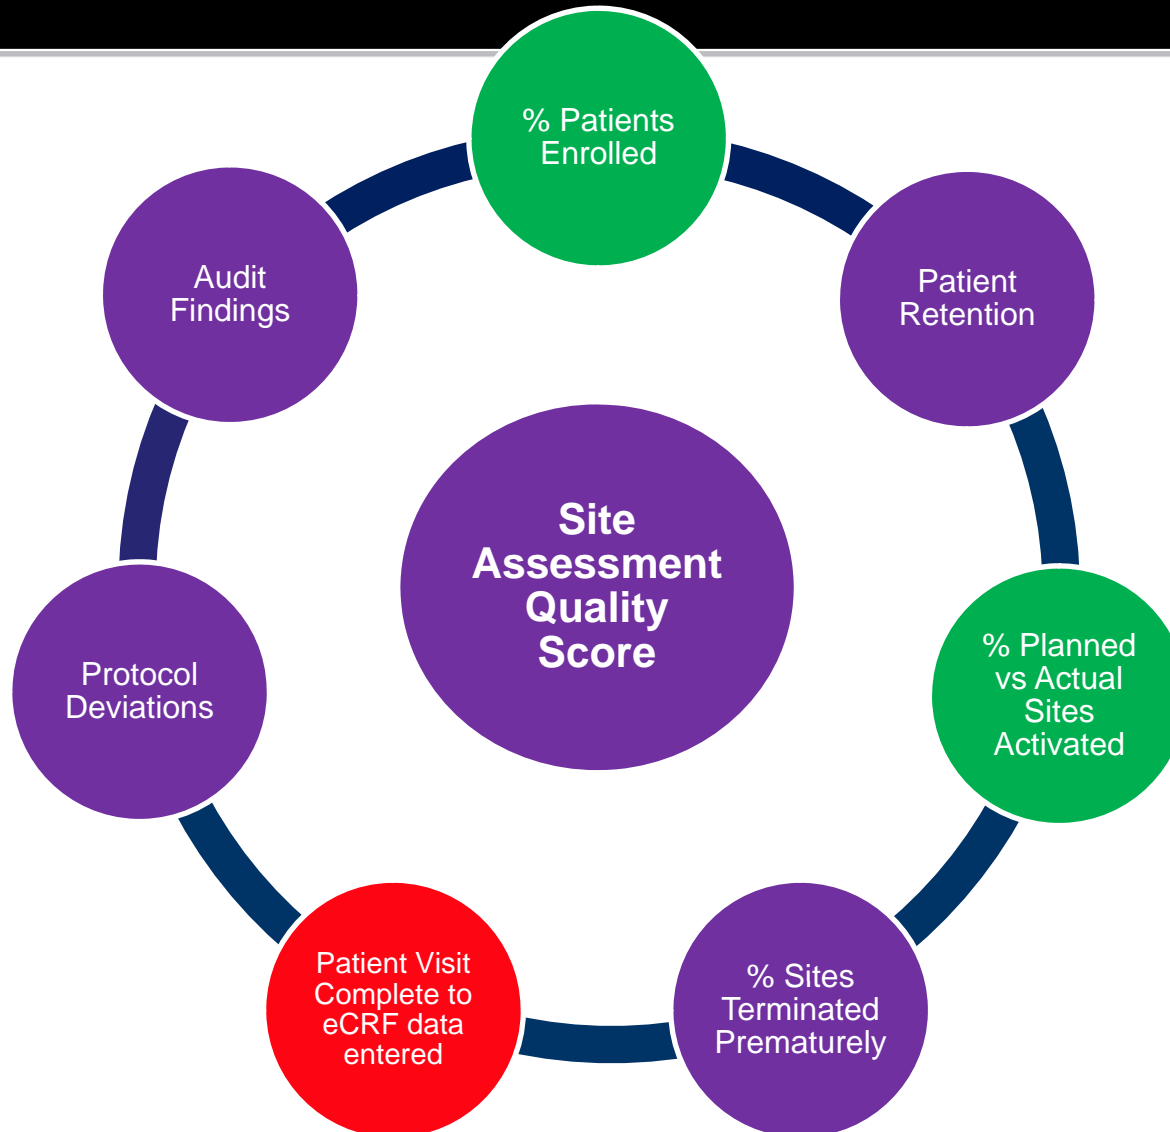 % Patients
Enrolled
Patient
Retention
% Planned
vs Actual
Sites
Activated
% Sites
Terminated
Prematurely
Patient Visit
Complete to
eCRF data
entered
Protocol
Deviations
Audit
Findings
Site
Assessment
Quality
Score